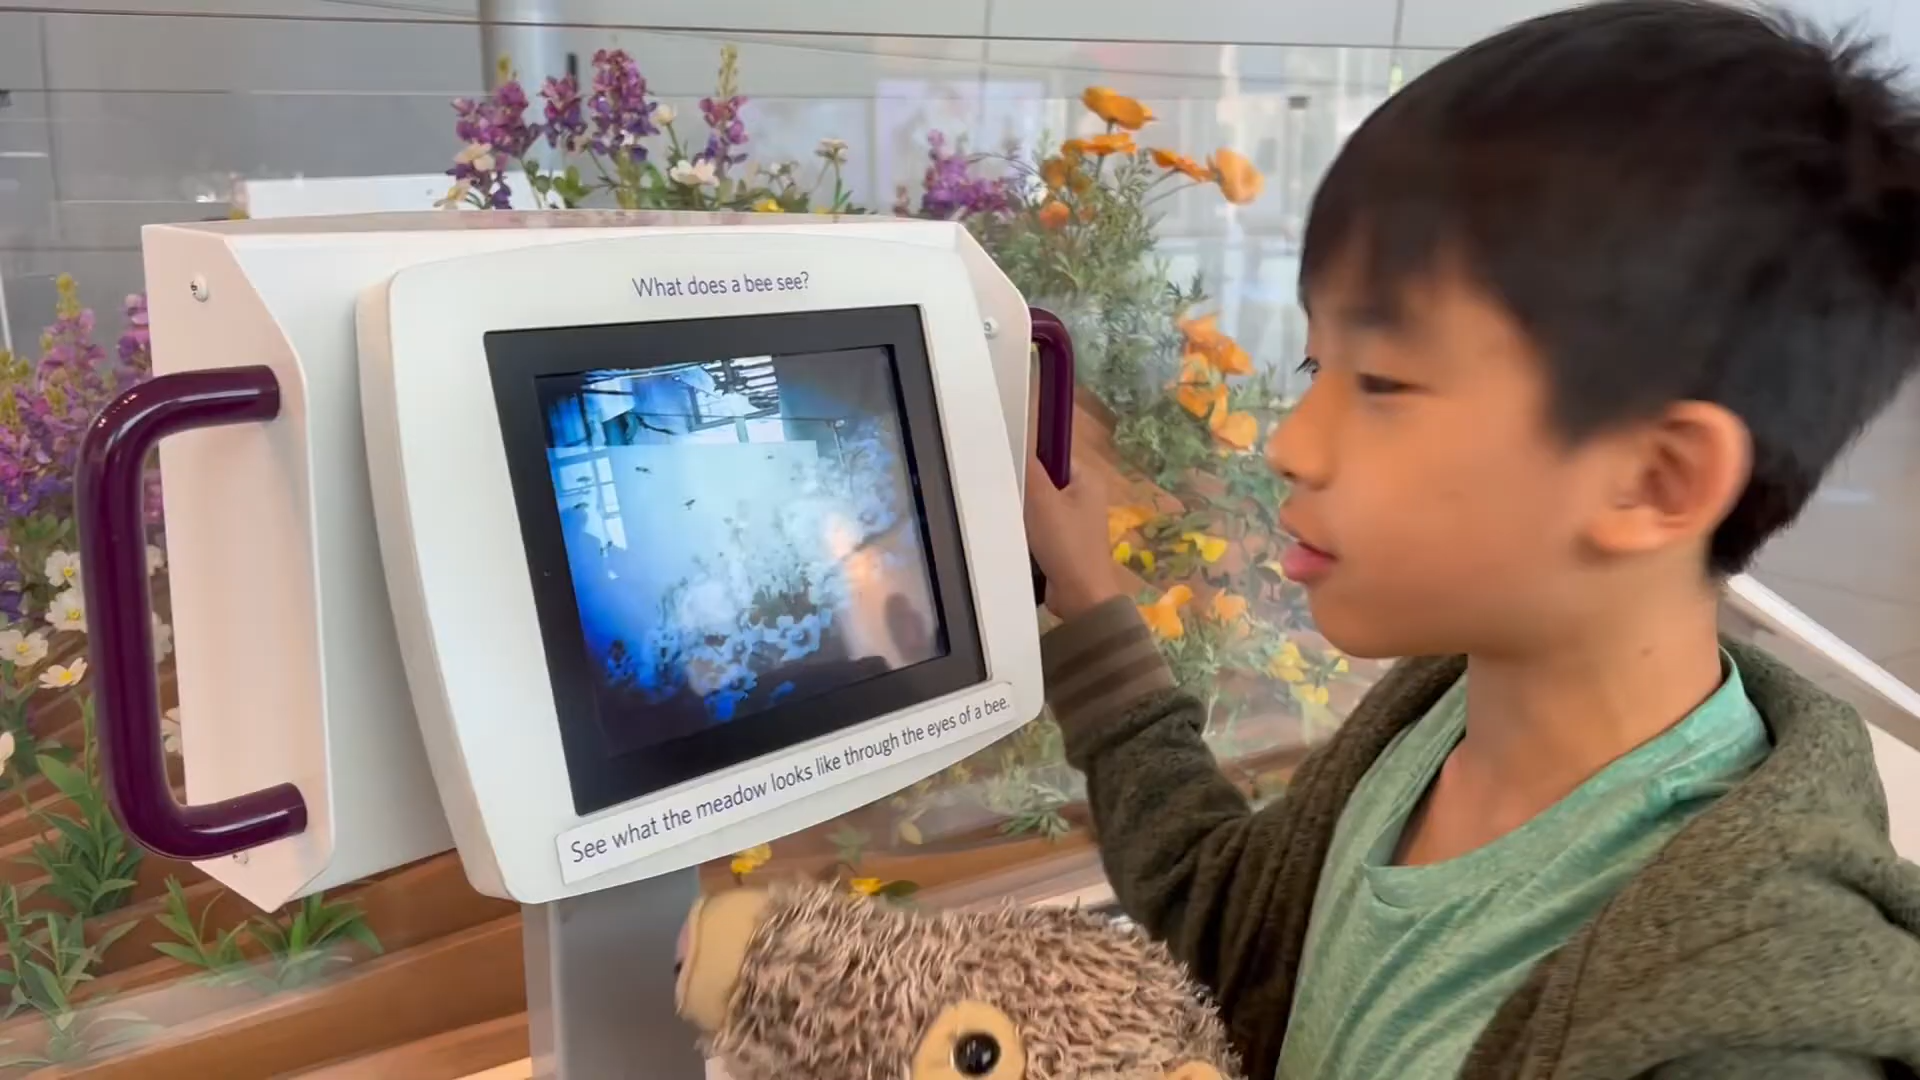 What does a bee see?
See what the meadow looks like through the eyes of a bee.